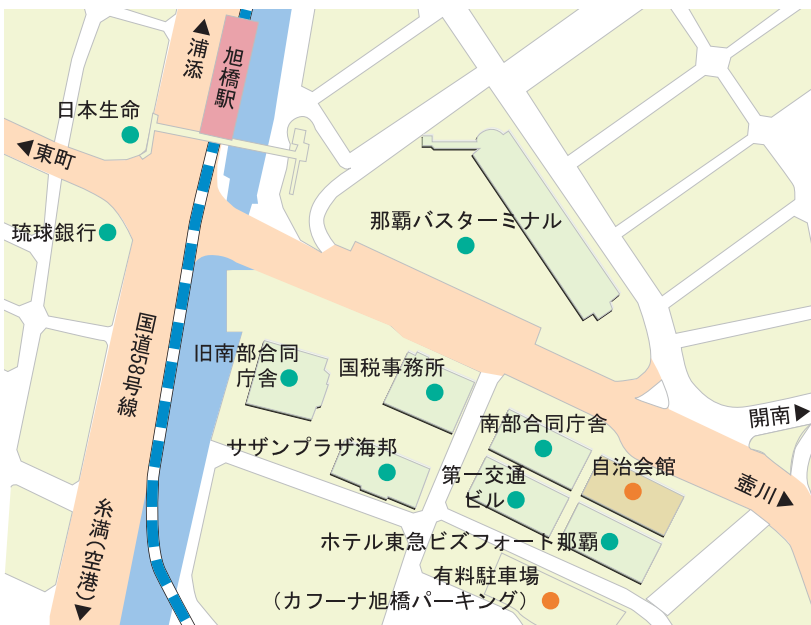 浦添
旭橋駅
日本生命
東町
琉球銀行
那覇バスターミナル
国道58号線
旧南部合同
庁舎
国税事務所
開南
南部合同庁舎
サザンプラザ海邦
自治会館
第一交通
ビル
壺川
糸満(空港)
ホテル東急ビズフォート那覇
有料駐車場
(カフーナ旭橋パーキング)